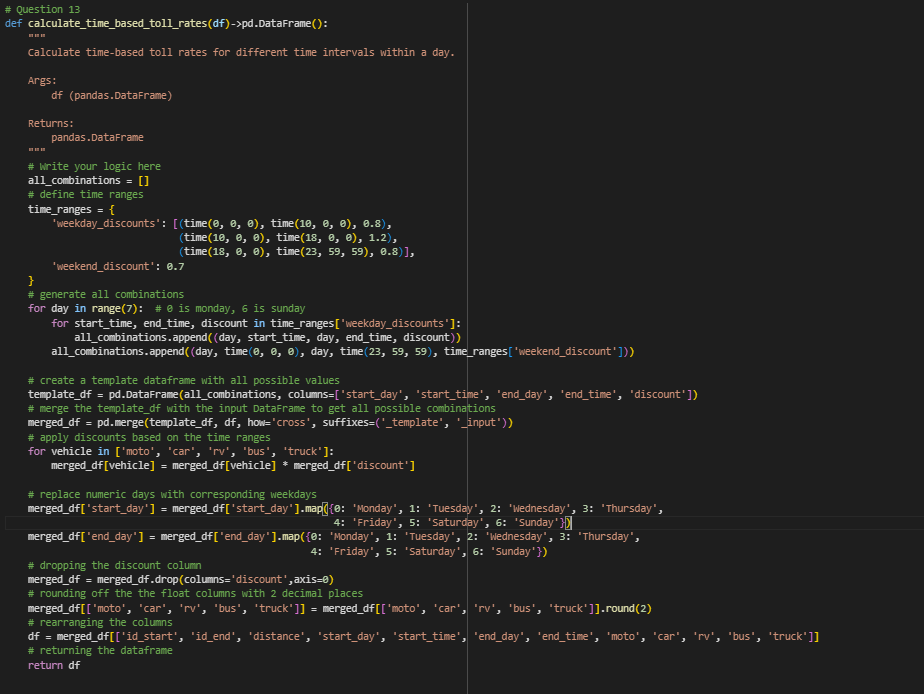 # Question 13
def calculate_time_based_toll_rates(df)->pd.DataFrame():
    """
    Calculate time-based toll rates for different time intervals within a day.

    Args:
        df (pandas.DataFrame)

    Returns:
        pandas.DataFrame
    """
    # Write your logic here
    all_combinations = []
    # define time ranges
    time_ranges = {
        'weekday_discounts': [(time(0, 0, 0), time(10, 0, 0), 0.8),
                              (time(10, 0, 0), time(18, 0, 0), 1.2),
                              (time(18, 0, 0), time(23, 59, 59), 0.8)],
        'weekend_discount': 0.7
    }
    # generate all combinations
    for day in range(7):  # 0 is monday, 6 is sunday
        for start_time, end_time, discount in time_ranges['weekday_discounts']:
            all_combinations.append((day, start_time, day, end_time, discount))
        all_combinations.append((day, time(0, 0, 0), day, time(23, 59, 59), time_ranges['weekend_discount']))

    # create a template dataframe with all possible values
    template_df = pd.DataFrame(all_combinations, columns=['start_day', 'start_time', 'end_day', 'end_time', 'discount'])
    # merge the template_df with the input DataFrame to get all possible combinations
    merged_df = pd.merge(template_df, df, how='cross', suffixes=('_template', '_input'))
    # apply discounts based on the time ranges
    for vehicle in ['moto', 'car', 'rv', 'bus', 'truck']:
        merged_df[vehicle] = merged_df[vehicle] * merged_df['discount']

    # replace numeric days with corresponding weekdays
    merged_df['start_day'] = merged_df['start_day'].map({0: 'Monday', 1: 'Tuesday', 2: 'Wednesday', 3: 'Thursday',
                                                         4: 'Friday', 5: 'Saturday', 6: 'Sunday'})
    merged_df['end_day'] = merged_df['end_day'].map({0: 'Monday', 1: 'Tuesday', 2: 'Wednesday', 3: 'Thursday',
                                                     4: 'Friday', 5: 'Saturday', 6: 'Sunday'})
    # dropping the discount column
    merged_df = merged_df.drop(columns='discount',axis=0)
    # rounding off the the float columns with 2 decimal places
    merged_df[['moto', 'car', 'rv', 'bus', 'truck']] = merged_df[['moto', 'car', 'rv', 'bus', 'truck']].round(2)
    # rearranging the columns
    df = merged_df[['id_start', 'id_end', 'distance', 'start_day', 'start_time', 'end_day', 'end_time', 'moto', 'car', 'rv', 'bus', 'truck']]
    # returning the dataframe
    return df